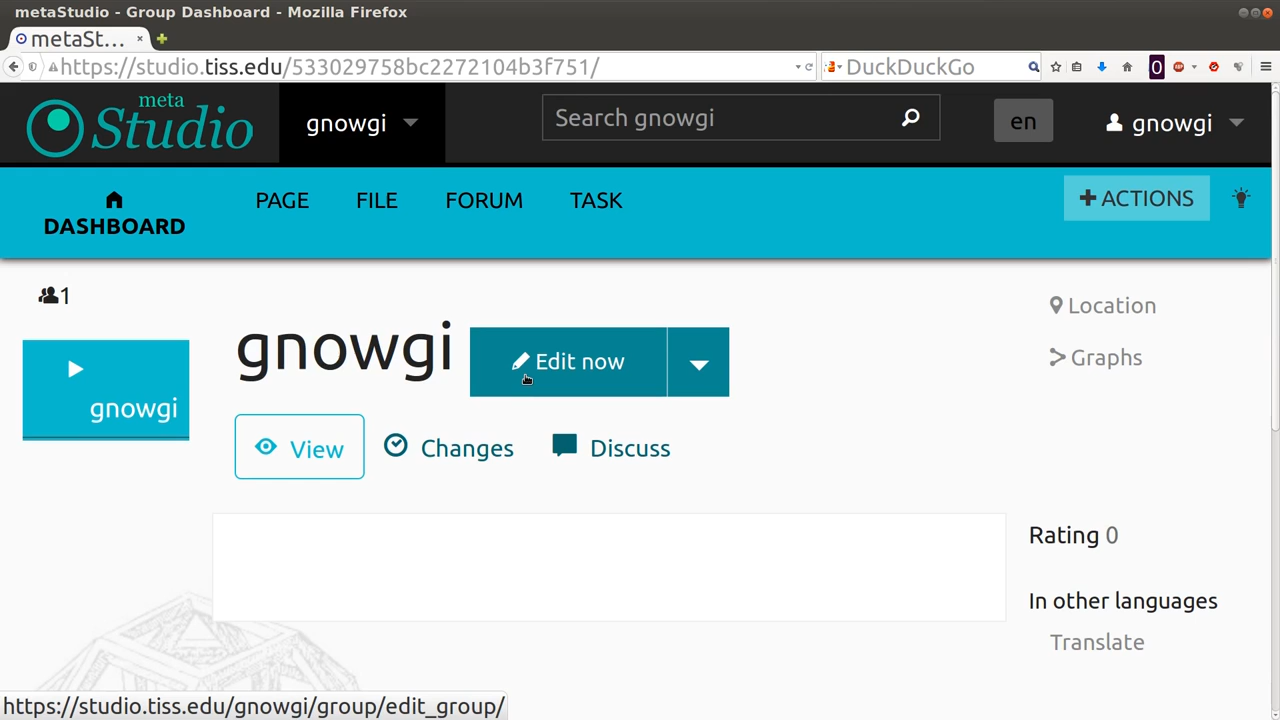 metaStudio - Group Dashboard - Mozilla Firefox
metaSt...
https://studio.tiss.edu/533029758bc2272104b3f751/
DuckDuckGo
meta
Studio
gnowgi
Search gnowgi
en
gnowgi
DASHBOARD
PAGE
FILE
FORUM
TASK
+ ACTIONS
1
gnowgi
gnowgi
Edit now
Location
Graphs
View
Changes
Discuss
Rating 0
In other languages
Translate
https://studio.tiss.edu/gnowgi/group/edit_group/